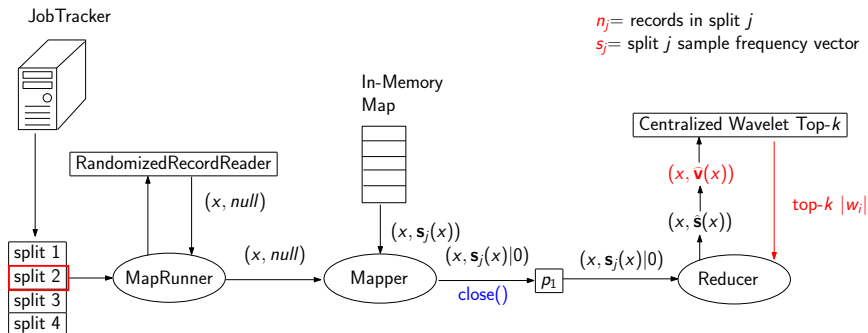 JobTracker
n_j= records in split j
s_j= split j sample frequency vector
In-Memory
Map
Centralized Wavelet Top-k
RandomizedRecordReader
(x, null)
(x, v̂(x))
top-k |w_i|
(x, ŝ(x))
(x, s_j(x))
split 1
split 2
split 3
split 4
MapRunner
(x, null)
Mapper
(x, s_j(x)|0)
close()
p_1
(x, s_j(x)|0)
Reducer